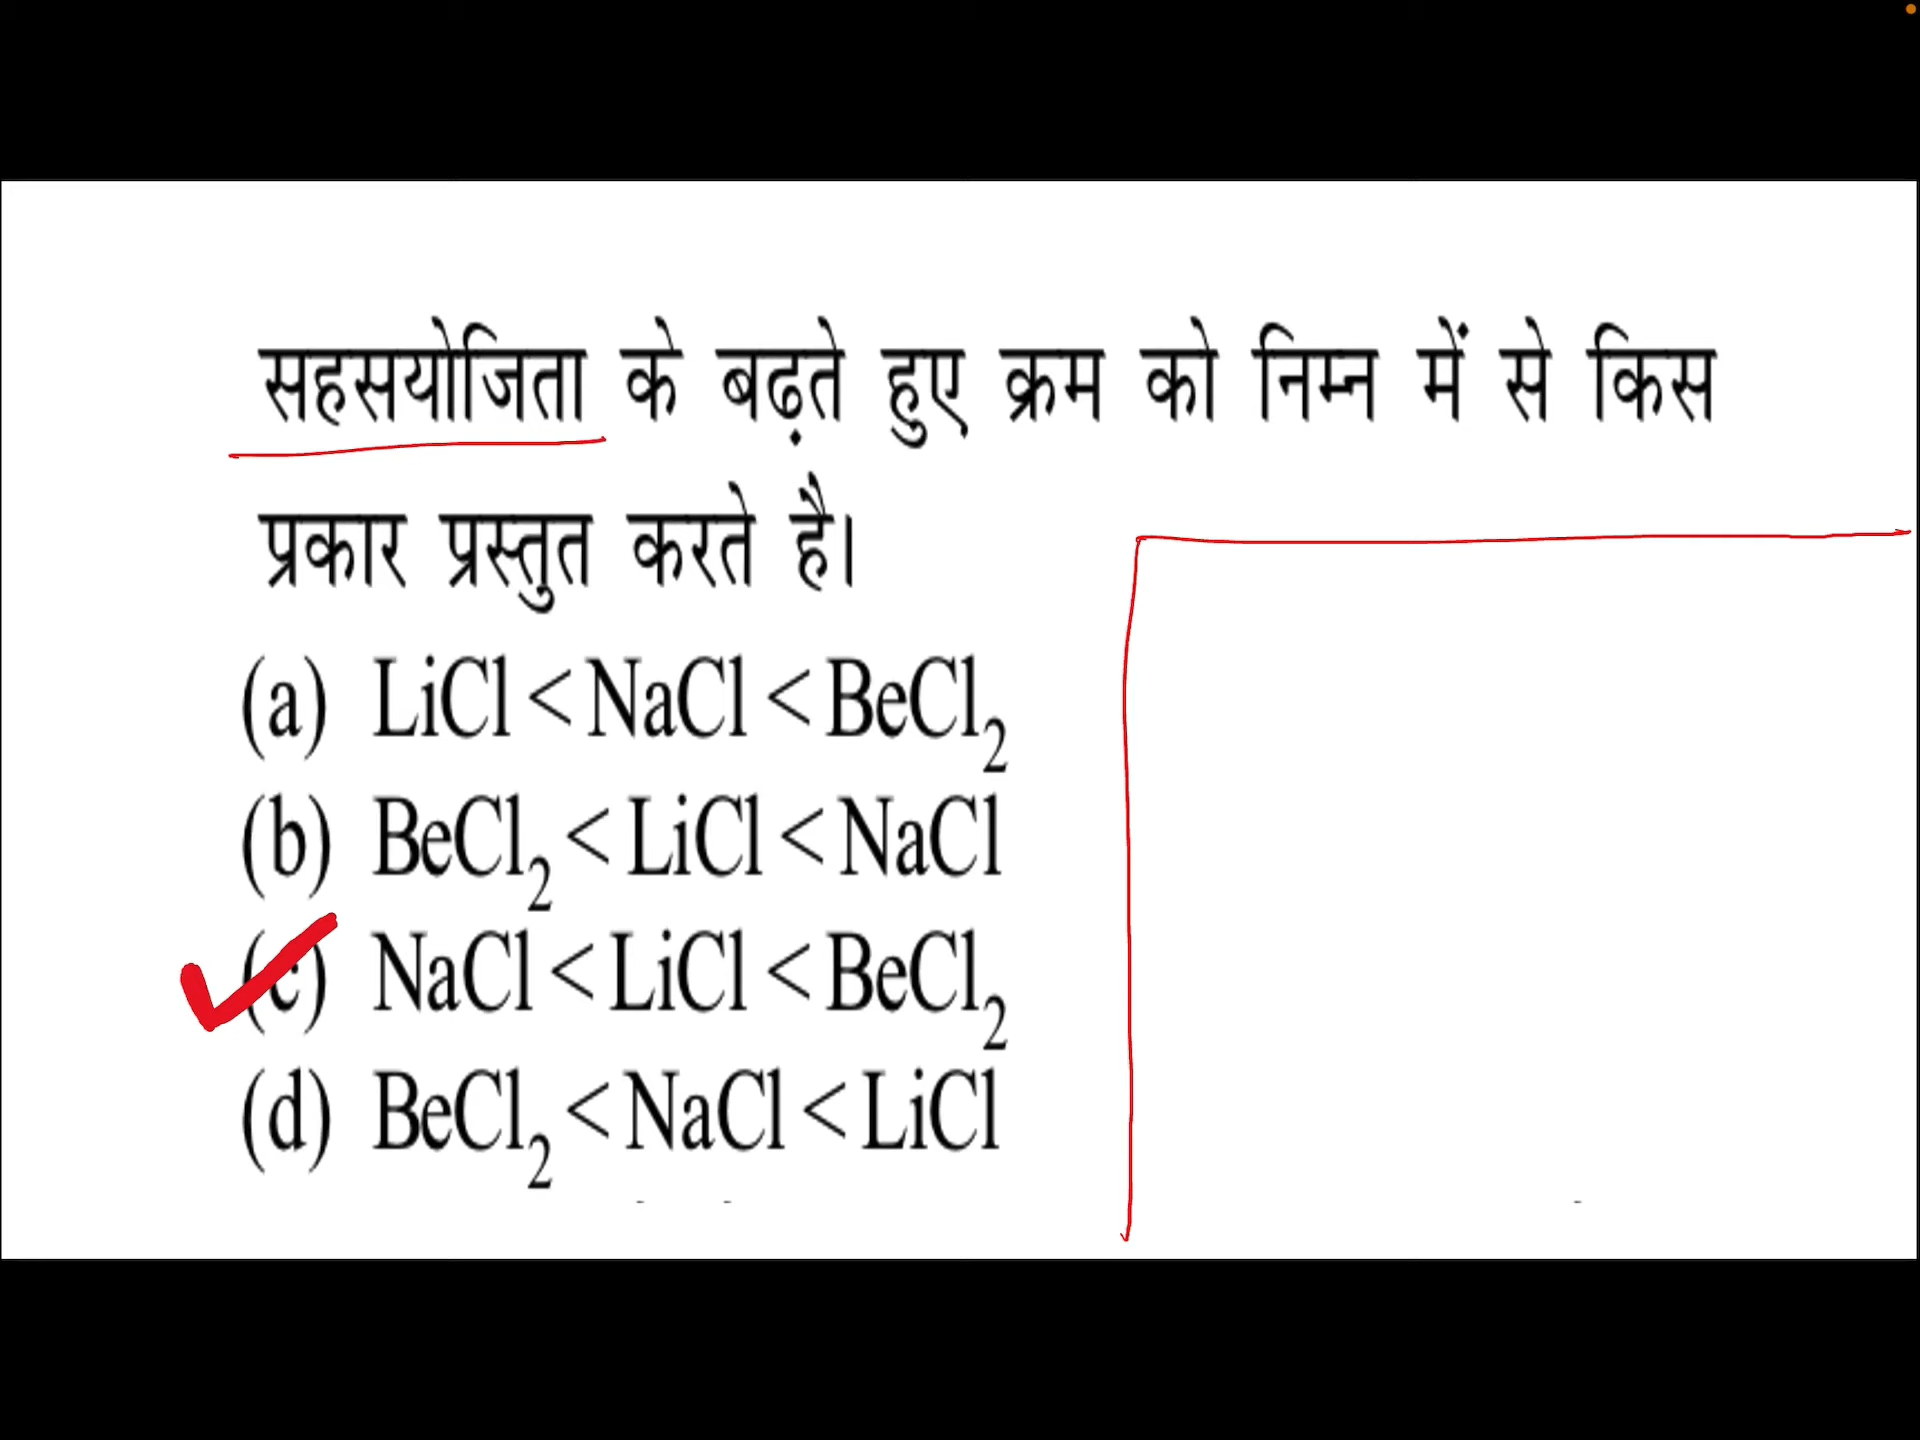 सहसयोजिता के बढ़ते हुए क्रम को निम्न में से किस
प्रकार प्रस्तुत करते है।
(a) LiCl < NaCl < BeCl₂
(b) BeCl₂ < LiCl < NaCl
(c) NaCl < LiCl < BeCl₂
(d) BeCl₂ < NaCl < LiCl